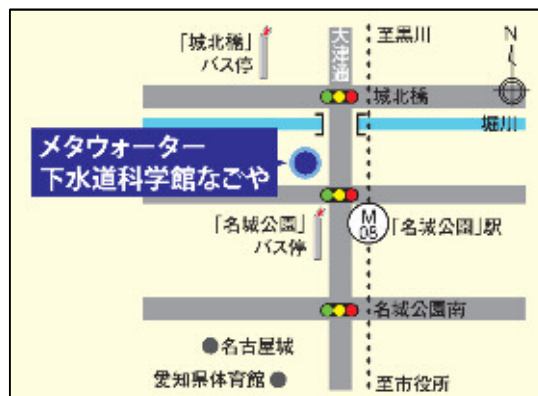 「城北橋」
バス停
大津通
至黒川
N
城北橋
堀川
メタウォーター
下水道科学館なごや
「名城公園」
バス停
M
08
「名城公園」駅
名城公園南
名古屋城
愛知県体育館
至市役所